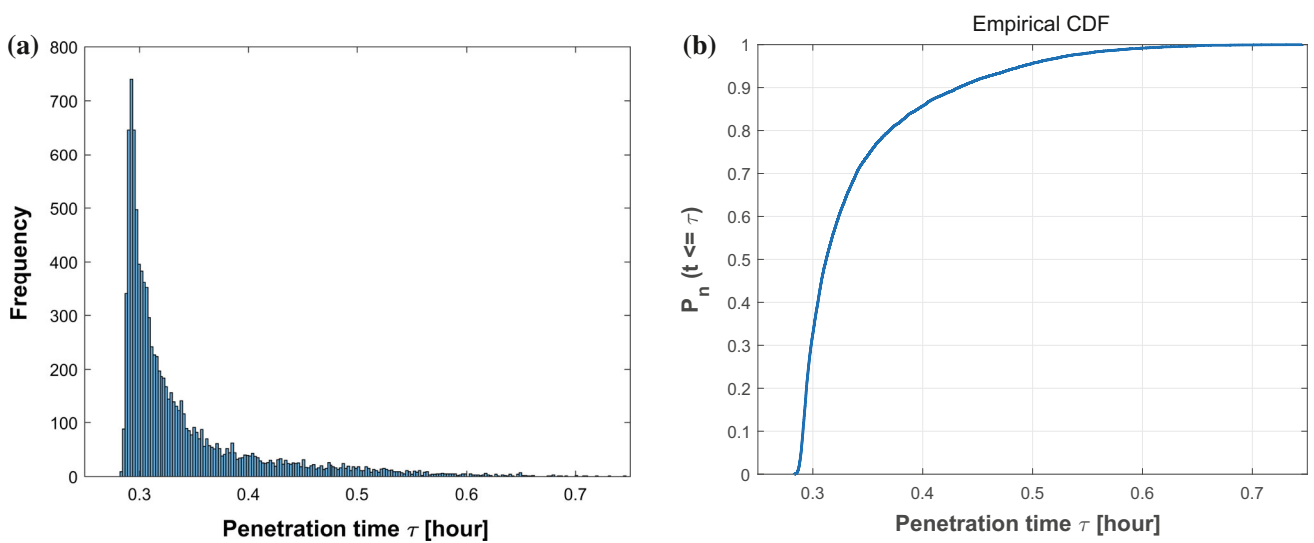 (a)
800
700
600
500
400
300
200
100
0
Frequency
0.3 0.4 0.5 0.6 0.7
Penetration time τ [hour]
(b)
Empirical CDF
1
0.9
0.8
0.7
0.6
0.5
0.4
0.3
0.2
0.1
0
P_n (t <= τ)
0.3 0.4 0.5 0.6 0.7
Penetration time τ [hour]